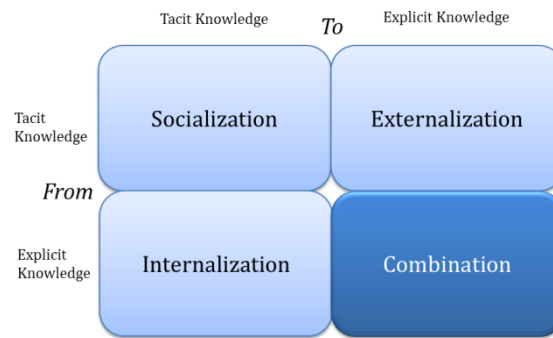 Tacit Knowledge
To
Explicit Knowledge
Tacit
Knowledge
Socialization
Externalization
From
Explicit
Knowledge
Internalization
Combination